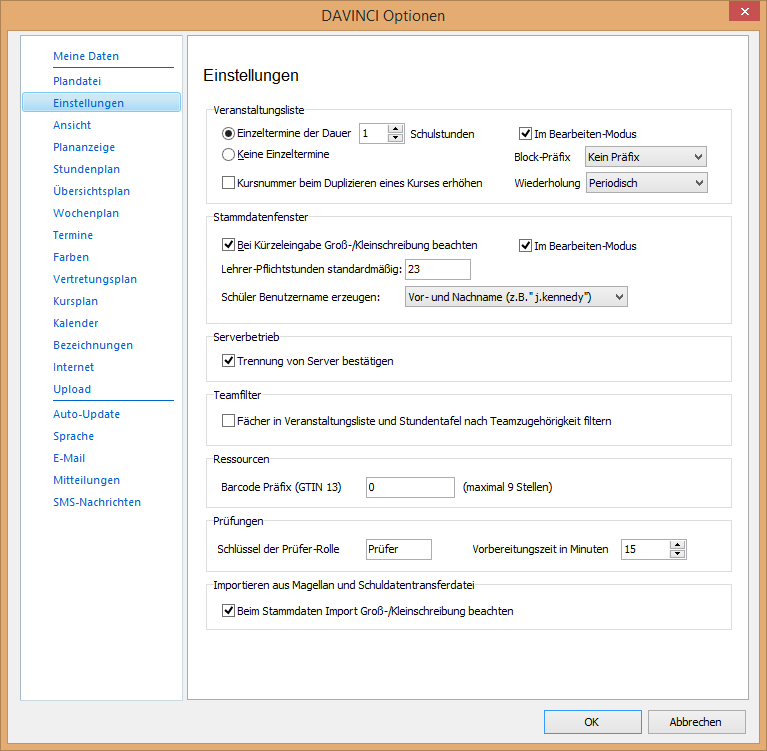 DAVINCI Optionen
Meine Daten
Plandatei
Einstellungen
Ansicht
Plananzeige
Stundenplan
Übersichtsplan
Wochenplan
Termine
Farben
Vertretungsplan
Kursplan
Kalender
Bezeichnungen
Internet
Upload
Auto-Update
Sprache
E-Mail
Mitteilungen
SMS-Nachrichten
Einstellungen
Veranstaltungsliste
Einzeltermine der Dauer 1 Schulstunden Im Bearbeiten-Modus
Keine Einzeltermine Block-Präfix Kein Präfix
Kursnummer beim Duplizieren eines Kurses erhöhen Wiederholung Periodisch
Stammdatenfenster
Bei Kürzeleingabe Groß-/Kleinschreibung beachten Im Bearbeiten-Modus
Lehrer-Pflichtstunden standardmäßig: 23
Schüler Benutzername erzeugen: Vor- und Nachname (z.B." j.kennedy")
Serverbetrieb
Trennung von Server bestätigen
Teamfilter
Fächer in Veranstaltungsliste und Stundentafel nach Teamzugehörigkeit filtern
Ressourcen
Barcode Präfix (GTIN 13) 0 (maximal 9 Stellen)
Prüfungen
Schlüssel der Prüfer-Rolle Prüfer Vorbereitungszeit in Minuten 15
Importieren aus Magellan und Schuldatentransferdatei
Beim Stammdaten Import Groß-/Kleinschreibung beachten
OK Abbrechen